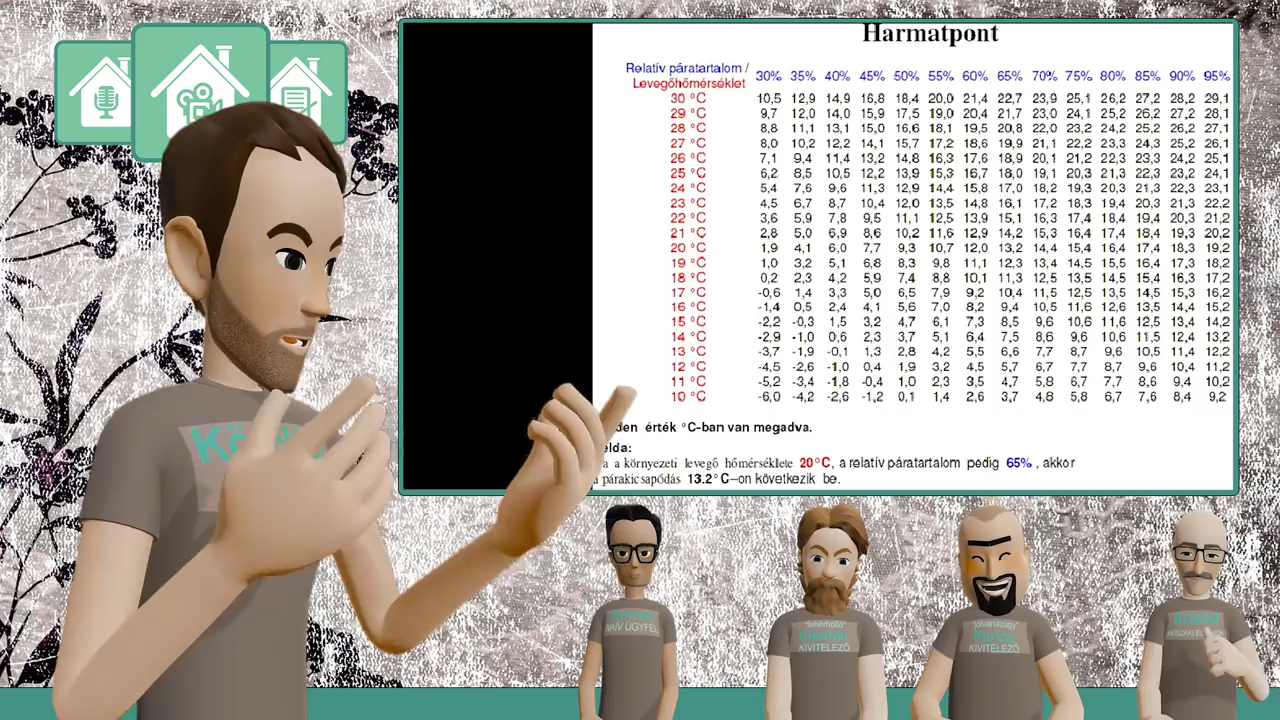 Harmatpont
Relatív páratartalom / 30% 35% 40% 45% 50% 55% 60% 65% 70% 75% 80% 85% 90% 95%
Levegőhőmérséklet
30 °C 10,5 12,9 14,9 16,8 18,4 20,0 21,4 22,7 23,9 25,1 26,2 27,2 28,2 29,1
29 °C 9,7 12,0 14,0 15,9 17,5 19,0 20,4 21,7 23,0 24,1 25,2 26,2 27,2 28,1
28 °C 8,8 11,1 13,1 15,0 16,6 18,1 19,5 20,8 22,0 23,2 24,2 25,2 26,2 27,1
27 °C 8,0 10,2 12,2 14,1 15,7 17,2 18,6 19,9 21,1 22,2 23,3 24,3 25,2 26,1
26 °C 7,1 9,4 11,4 13,2 14,8 16,3 17,6 18,9 20,1 21,2 22,3 23,3 24,2 25,1
25 °C 6,2 8,5 10,5 12,2 13,9 15,3 16,7 18,0 19,1 20,3 21,3 22,3 23,2 24,1
24 °C 5,4 7,6 9,6 11,3 12,9 14,4 15,8 17,0 18,2 19,3 20,3 21,3 22,3 23,1
23 °C 4,5 6,7 8,7 10,4 12,0 13,5 14,8 16,1 17,2 18,3 19,4 20,3 21,3 22,2
22 °C 3,6 5,9 7,8 9,5 11,1 12,5 13,9 15,1 16,3 17,4 18,4 19,4 20,3 21,2
21 °C 2,8 5,0 6,9 8,6 10,2 11,6 12,9 14,2 15,3 16,4 17,4 18,4 19,3 20,2
20 °C 1,9 4,1 6,0 7,7 9,3 10,7 12,0 13,2 14,4 15,4 16,4 17,4 18,3 19,2
19 °C 1,0 3,2 5,1 6,8 8,3 9,8 11,1 12,3 13,4 14,5 15,5 16,4 17,3 18,2
18 °C 0,2 2,3 4,2 5,9 7,4 8,8 10,1 11,3 12,5 13,5 14,5 15,4 16,3 17,2
17 °C -0,6 1,4 3,3 5,0 6,5 7,9 9,2 10,4 11,5 12,5 13,5 14,5 15,3 16,2
16 °C -1,4 0,5 2,4 4,1 5,6 7,0 8,2 9,4 10,5 11,6 12,6 13,5 14,4 15,2
15 °C -2,2 -0,3 1,5 3,2 4,7 6,1 7,3 8,5 9,6 10,6 11,6 12,5 13,4 14,2
14 °C -2,9 -1,0 0,6 2,3 3,7 5,1 6,4 7,5 8,6 9,6 10,6 11,5 12,4 13,2
13 °C -3,7 -1,9 -0,1 1,3 2,8 4,2 5,5 6,6 7,7 8,7 9,6 10,5 11,4 12,2
12 °C -4,5 -2,6 -1,0 0,4 1,9 3,2 4,5 5,7 6,7 7,7 8,7 9,6 10,4 11,2
11 °C -5,2 -3,4 -1,8 -0,4 1,0 2,3 3,5 4,7 5,8 6,7 7,7 8,6 9,4 10,2
10 °C -6,0 -4,2 -2,6 -1,2 0,1 1,4 2,6 3,7 4,8 5,8 6,7 7,6 8,4 9,2
érték °C-ban van megadva.
a környezeti levegő hőmérséklete 20°C, a relatív páratartalom pedig 65% , akkor
párakicsapódás 13.2°C–on következik be.
NAÍV ÜGYFÉL
"fehérholló"
KIVITELEZŐ
Károly
KIVITELEZŐ